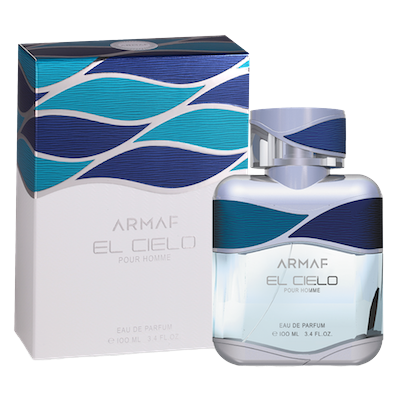 ARMAF
EL CIELO
POUR HOMME
EAU DE PARFUM
℮ 100 ML 3.4 FL.OZ.
ARMAF
EL CIELO
POUR HOMME
EAU DE PARFUM
℮ 100 ML 3.4 FL.OZ.